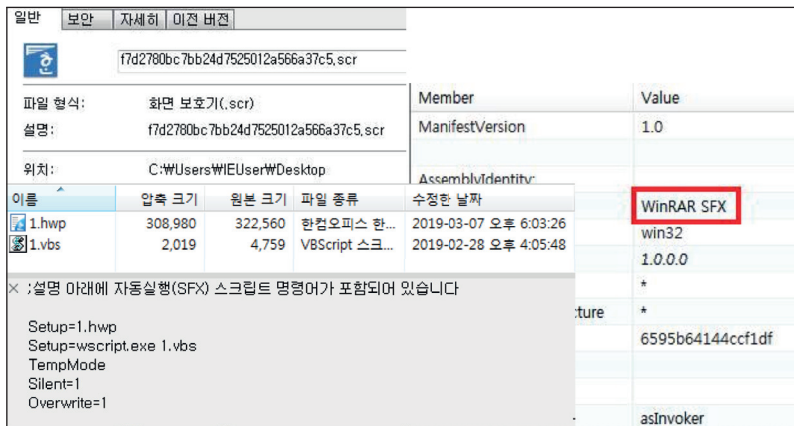 일반 보안 자세히 이전 버전
한
f7d2780bc7bb24d7525012a566a37c5.scr
파일 형식: 화면 보호기(.scr)
설명: f7d2780bc7bb24d7525012a566a37c5.scr
위치: C:₩Users₩IEUser₩Desktop
이름 압축 크기 원본 크기 파일 종류 수정한 날짜
1.hwp 308,980 322,560 한컴오피스 한... 2019-03-07 오후 6:03:26
1.vbs 2,019 4,759 VBScript 스크... 2019-02-28 오후 4:05:48
;설명 아래에 자동실행(SFX) 스크립트 명령어가 포함되어 있습니다
Setup=1.hwp
Setup=wscript.exe 1.vbs
TempMode
Silent=1
Overwrite=1
Member Value
ManifestVersion 1.0
AssemblyIdentity:
WinRAR SFX
win32
1.0.0.0
*
cture *
6595b64144ccf1df
asInvoker